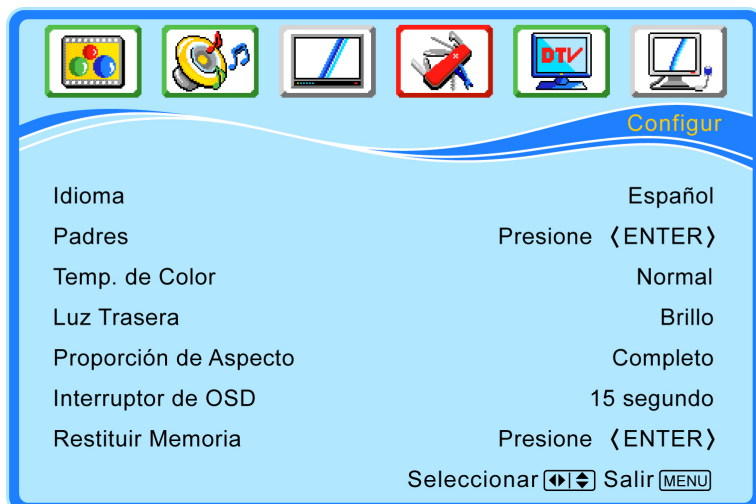 DTV
Configur
Idioma Español
Padres Presione 〈ENTER〉
Temp. de Color Normal
Luz Trasera Brillo
Proporción de Aspecto Completo
Interruptor de OSD 15 segundo
Restituir Memoria Presione 〈ENTER〉
Seleccionar Salir MENU